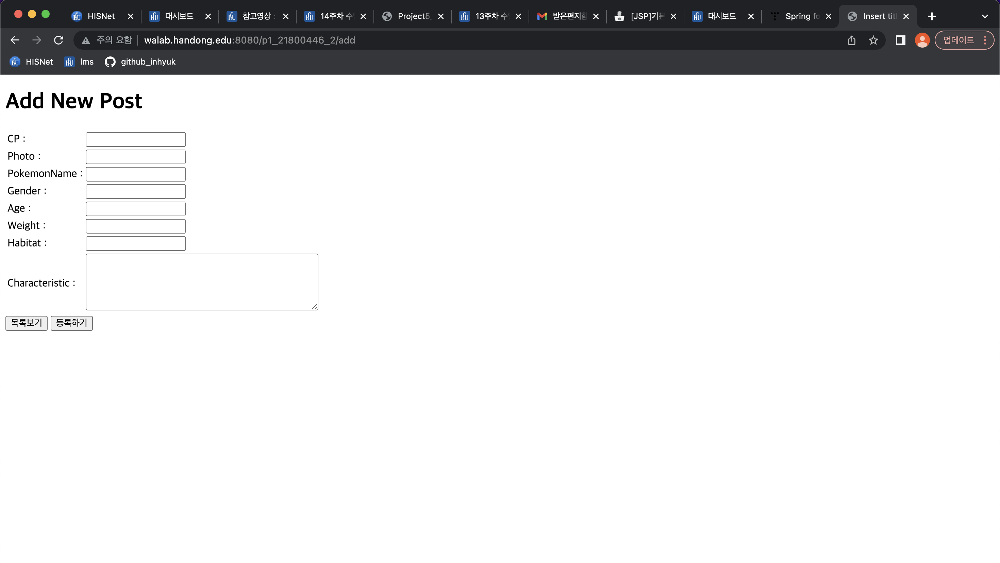 HISNet 대시보드 참고영상 : 14주차 수 Project5_ 13주차 수 받은편지함 [JSP]기본 대시보드 Spring fo Insert titl
주의 요함 walab.handong.edu:8080/p1_21800446_2/add 업데이트
HISNet lms github_inhyuk
Add New Post
CP :
Photo :
PokemonName :
Gender :
Age :
Weight :
Habitat :
Characteristic :
목록보기 등록하기